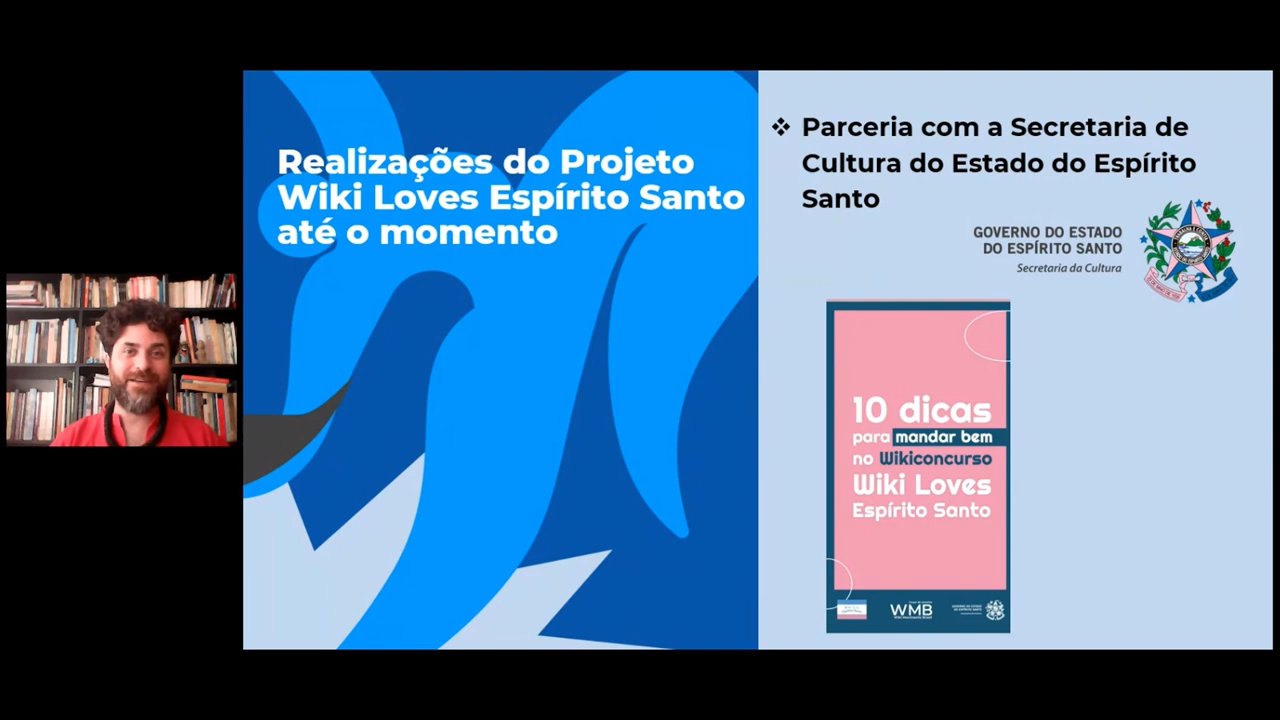 Realizações do Projeto
Wiki Loves Espírito Santo
até o momento
❖ Parceria com a Secretaria de
Cultura do Estado do Espírito
Santo
GOVERNO DO ESTADO
DO ESPÍRITO SANTO
Secretaria da Cultura
10 dicas
para mandar bem
no Wikiconcurso
Wiki Loves
Espírito Santo
WMB